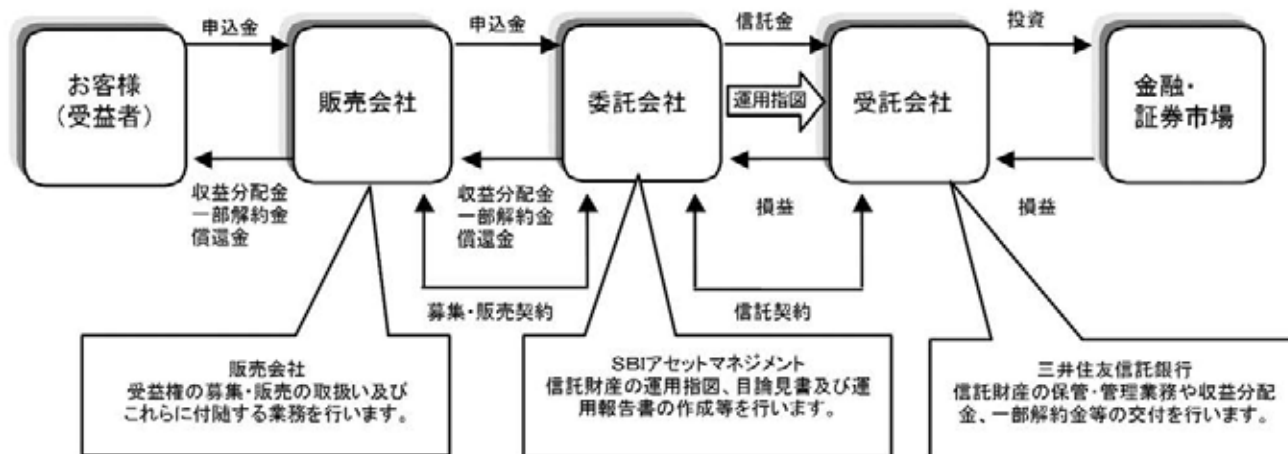 申込金
申込金
信託金
投資
お客様
(受益者)
販売会社
委託会社
運用指図
受託会社
金融・
証券市場
収益分配金
一部解約金
償還金
収益分配金
一部解約金
償還金
損益
損益
募集・販売契約
信託契約
販売会社
受益権の募集・販売の取扱い及び
これらに付随する業務を行います。
SBIアセットマネジメント
信託財産の運用指図、目論見書及び運
用報告書の作成等を行います。
三井住友信託銀行
信託財産の保管・管理業務や収益分配
金、一部解約金等の交付を行います。